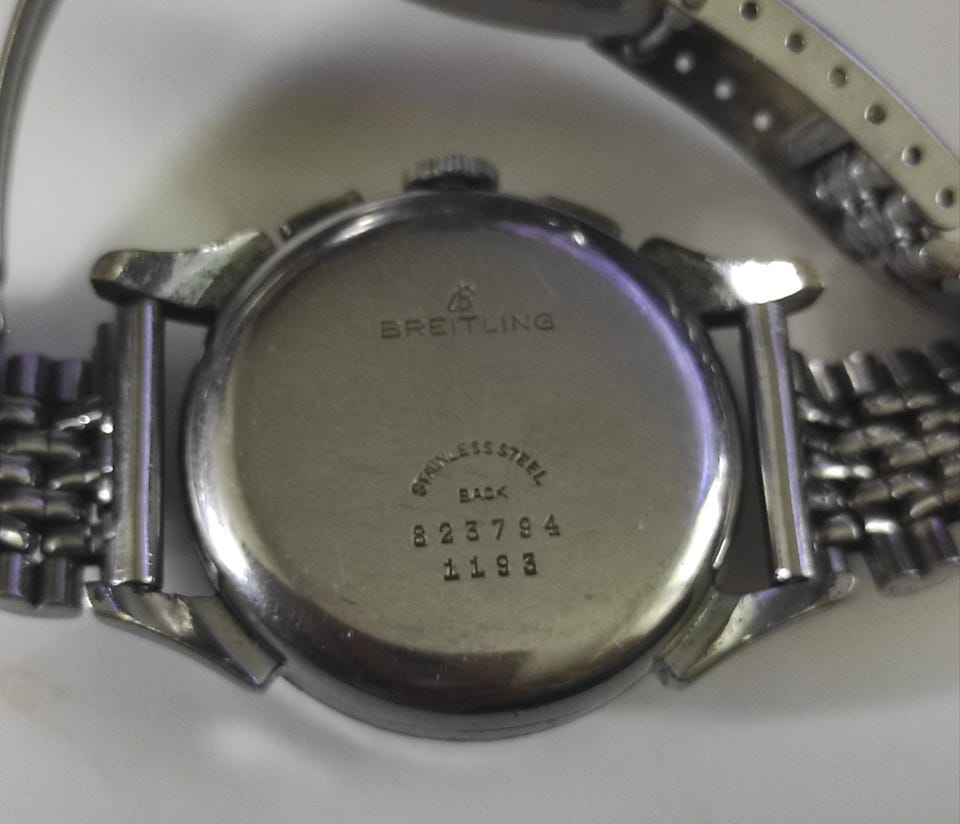 B
BREITLING
STAINLESS STEEL
BACK
823794
1193